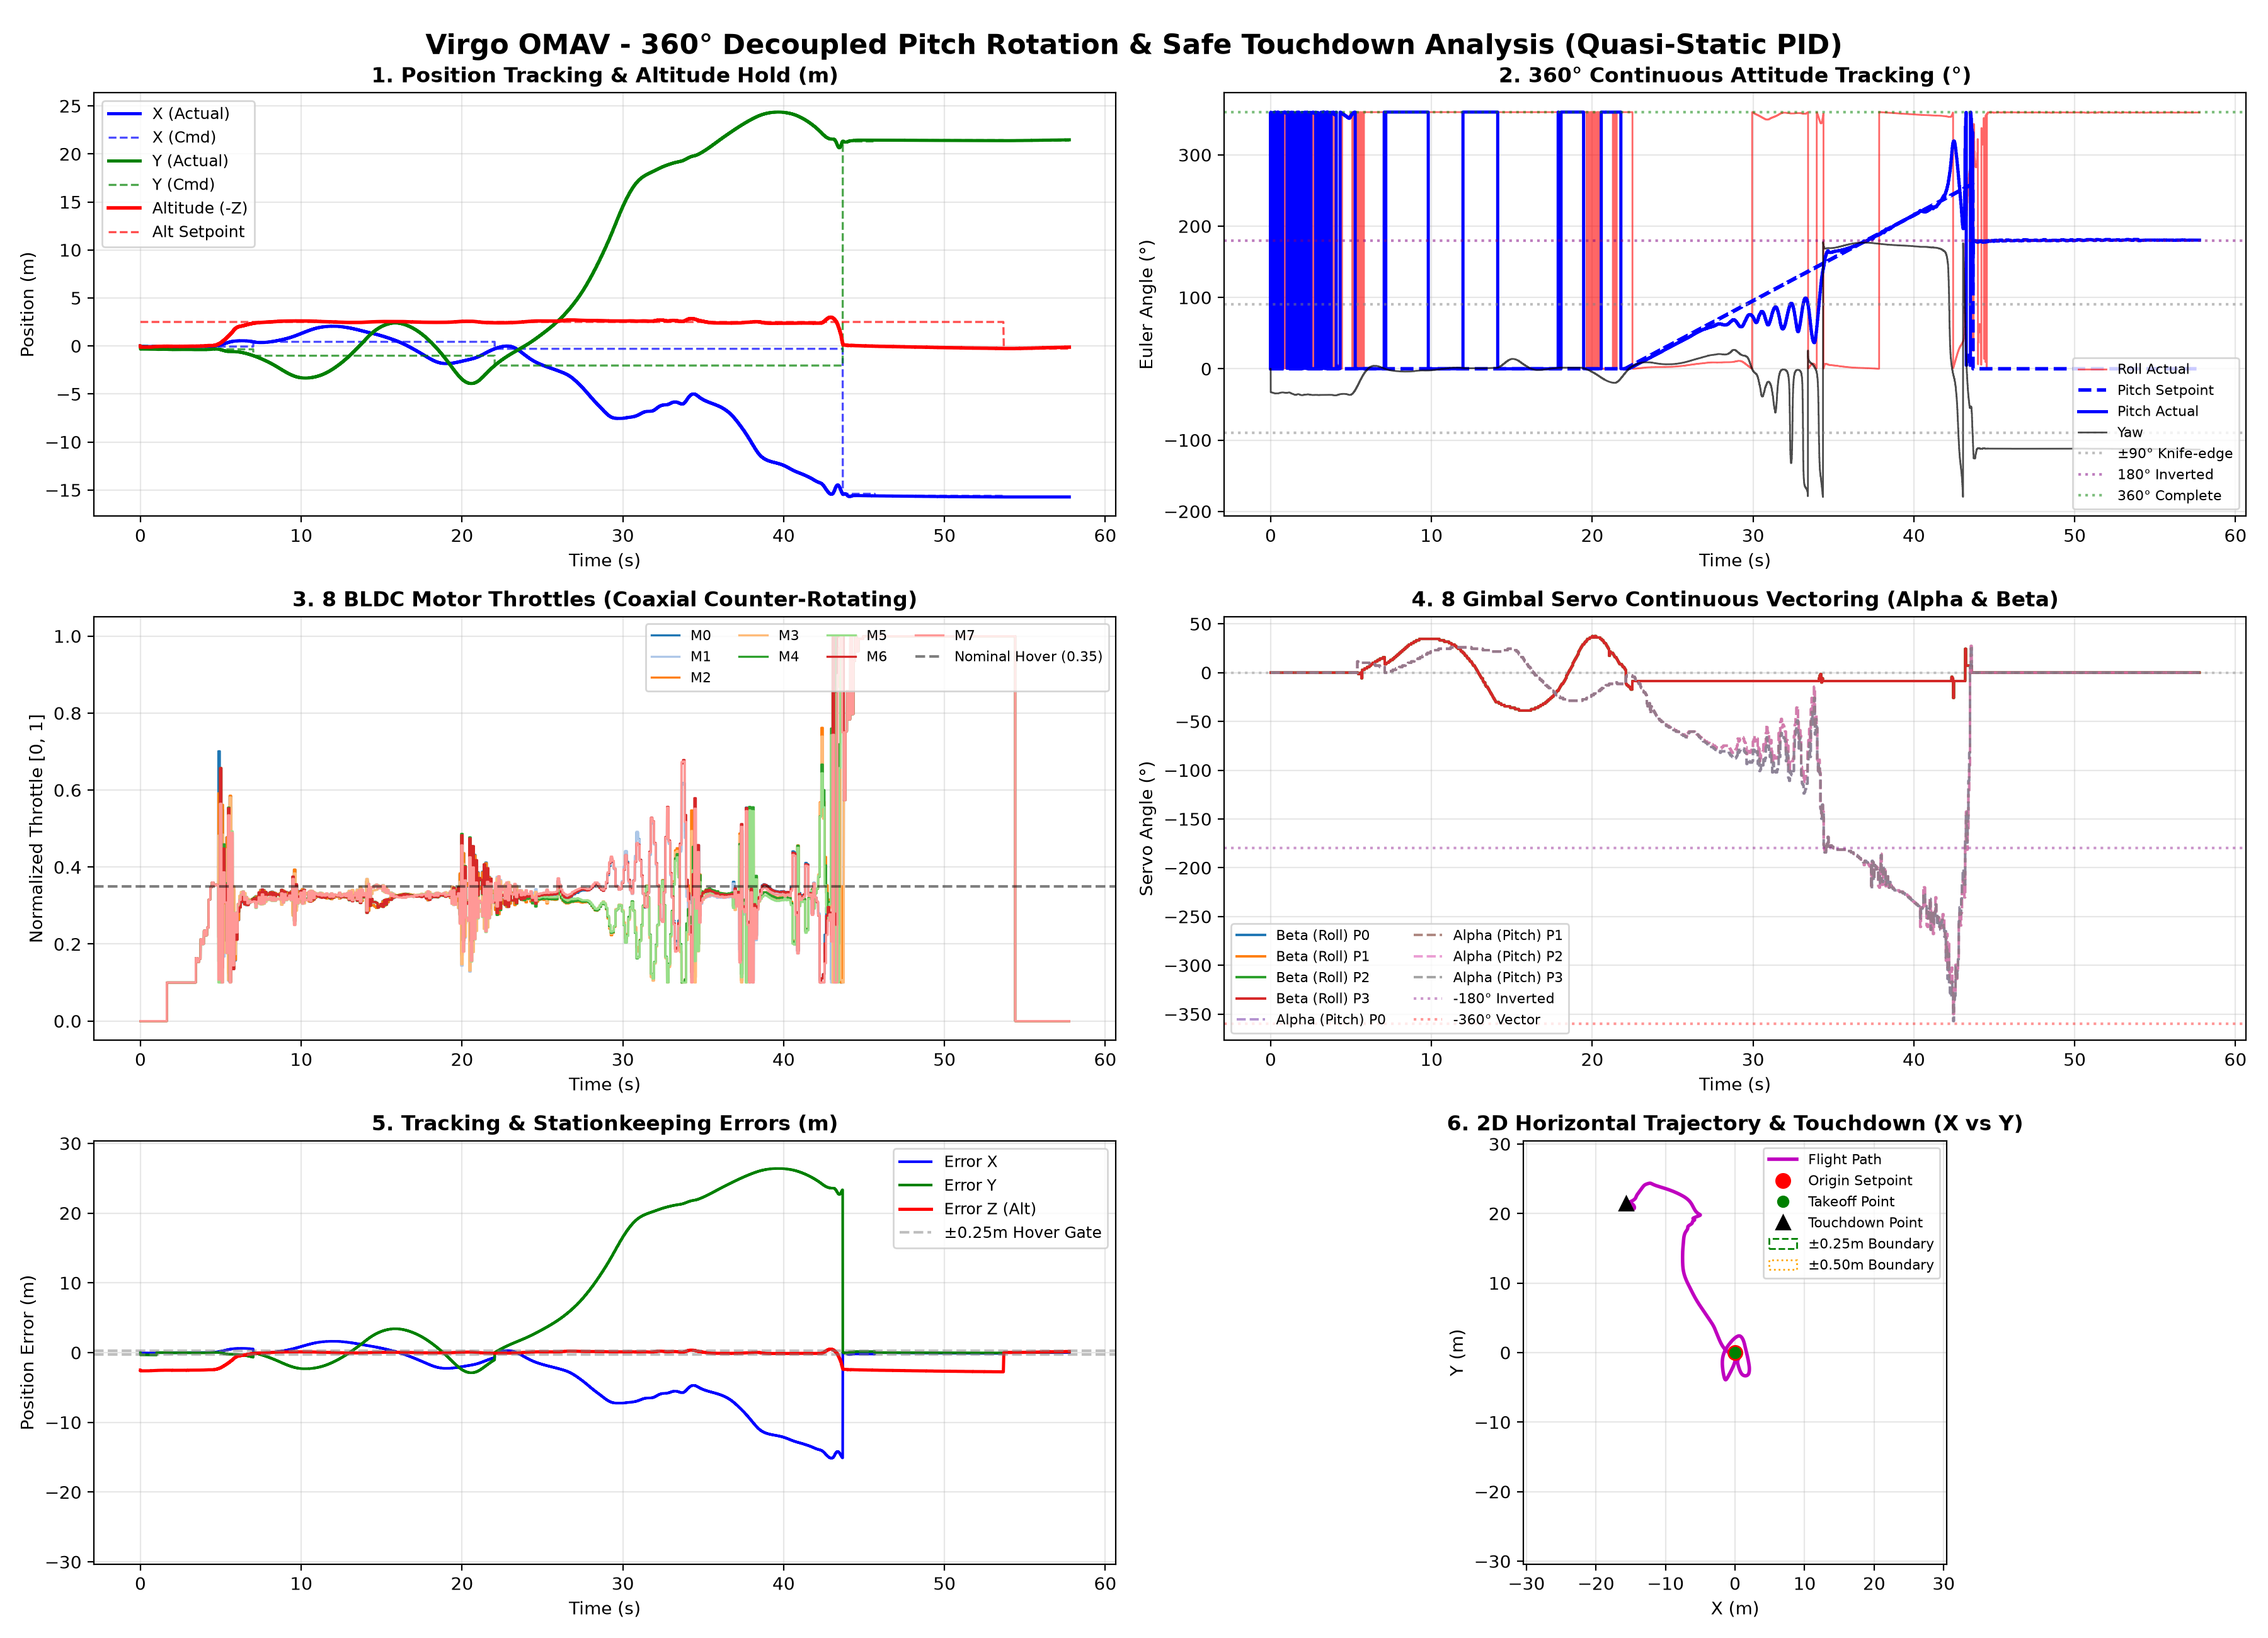 Virgo OMAV - 360° Decoupled Pitch Rotation & Safe Touchdown Analysis (Quasi-Static PID)
1. Position Tracking & Altitude Hold (m)
25
20
15
10
5
0
−5
−10
−15
Position (m)
X (Actual)
X (Cmd)
Y (Actual)
Y (Cmd)
Altitude (-Z)
Alt Setpoint
0 10 20 30 40 50 60
Time (s)
2. 360° Continuous Attitude Tracking (°)
300
200
100
0
−100
−200
Euler Angle (°)
Roll Actual
Pitch Setpoint
Pitch Actual
Yaw
±90° Knife-edge
180° Inverted
360° Complete
0 10 20 30 40 50 60
Time (s)
3. 8 BLDC Motor Throttles (Coaxial Counter-Rotating)
1.0
0.8
0.6
0.4
0.2
0.0
Normalized Throttle [0, 1]
M0 M3 M5 M7
M1 M4 M6 Nominal Hover (0.35)
M2
0 10 20 30 40 50 60
Time (s)
4. 8 Gimbal Servo Continuous Vectoring (Alpha & Beta)
50
0
−50
−100
−150
−200
−250
−300
−350
Servo Angle (°)
Beta (Roll) P0 Alpha (Pitch) P1
Beta (Roll) P1 Alpha (Pitch) P2
Beta (Roll) P2 Alpha (Pitch) P3
Beta (Roll) P3 -180° Inverted
Alpha (Pitch) P0 -360° Vector
0 10 20 30 40 50 60
Time (s)
5. Tracking & Stationkeeping Errors (m)
30
20
10
0
−10
−20
−30
Position Error (m)
Error X
Error Y
Error Z (Alt)
±0.25m Hover Gate
0 10 20 30 40 50 60
Time (s)
6. 2D Horizontal Trajectory & Touchdown (X vs Y)
30
20
10
0
−10
−20
−30
Y (m)
Flight Path
Origin Setpoint
Takeoff Point
Touchdown Point
±0.25m Boundary
±0.50m Boundary
−30 −20 −10 0 10 20 30
X (m)